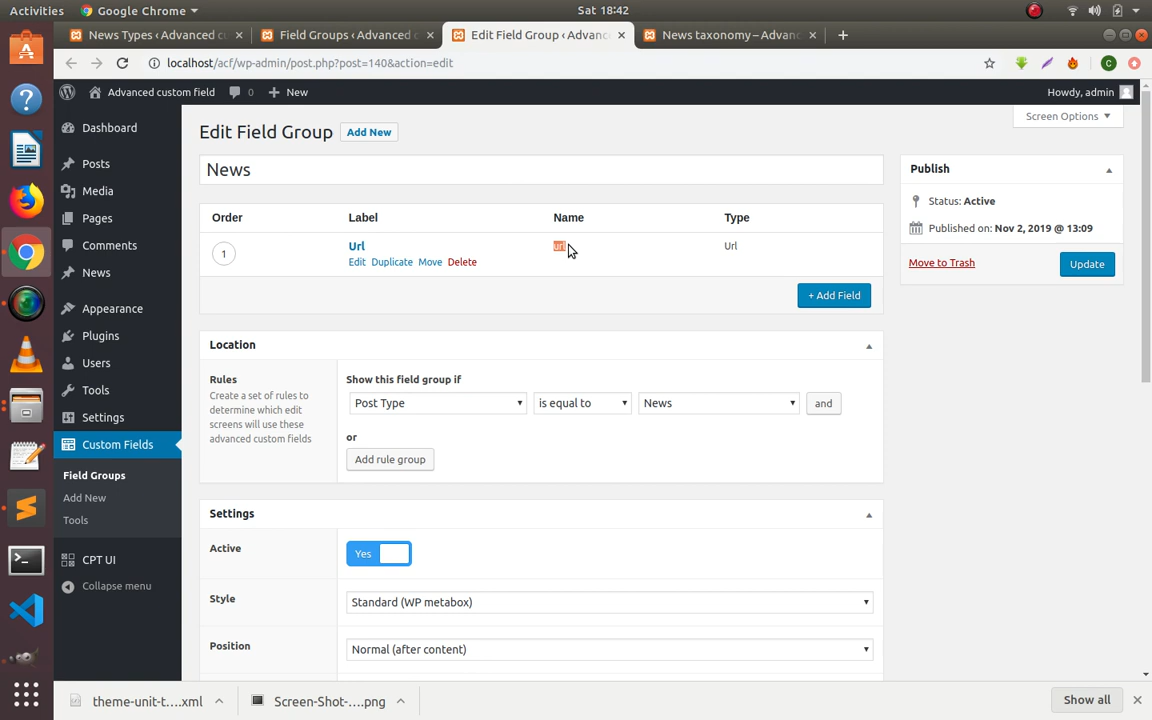 Activities Google Chrome Sat 18:42
News Types ‹ Advanced cu Field Groups ‹ Advanced c Edit Field Group ‹ Advanc News taxonomy – Advanc
localhost/acf/wp-admin/post.php?post=140&action=edit C
Advanced custom field 0 New Howdy, admin
Screen Options
Dashboard
Posts
Media
Pages
Comments
News
Appearance
Plugins
Users
Tools
Settings
Custom Fields
Field Groups
Add New
Tools
CPT UI
Collapse menu
Edit Field Group Add New
News
Order Label Name Type
1 Url url Url
Edit Duplicate Move Delete
+ Add Field
Location
Rules
Create a set of rules to
determine which edit
screens will use these
advanced custom fields
Show this field group if
Post Type is equal to News and
or
Add rule group
Settings
Active Yes
Style Standard (WP metabox)
Position Normal (after content)
Publish
Status: Active
Published on: Nov 2, 2019 @ 13:09
Move to Trash Update
theme-unit-t....xml Screen-Shot-....png Show all